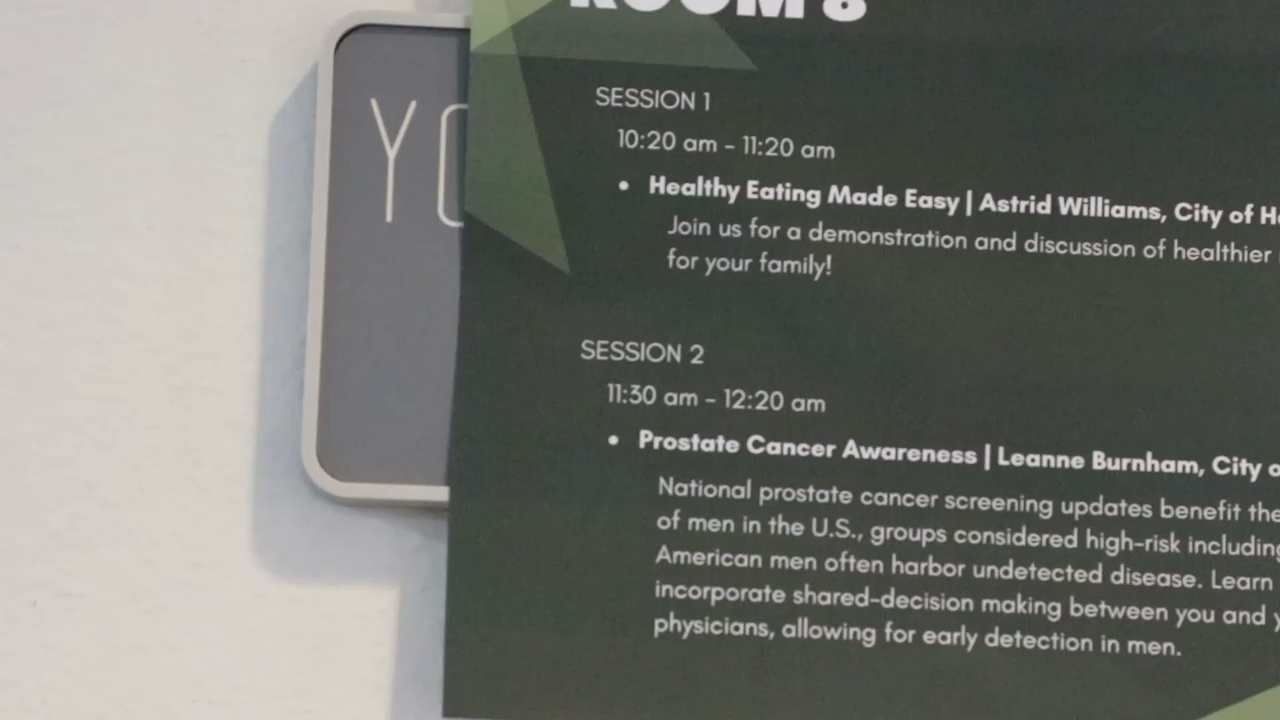 ROOM 8
SESSION 1
10:20 am - 11:20 am
• Healthy Eating Made Easy | Astrid Williams, City of
Join us for a demonstration and discussion of healthier
for your family!
SESSION 2
11:30 am - 12:20 am
• Prostate Cancer Awareness | Leanne Burnham, City
National prostate cancer screening updates benefit the
of men in the U.S., groups considered high-risk including
American men often harbor undetected disease. Learn
incorporate shared-decision making between you and
physicians, allowing for early detection in men.